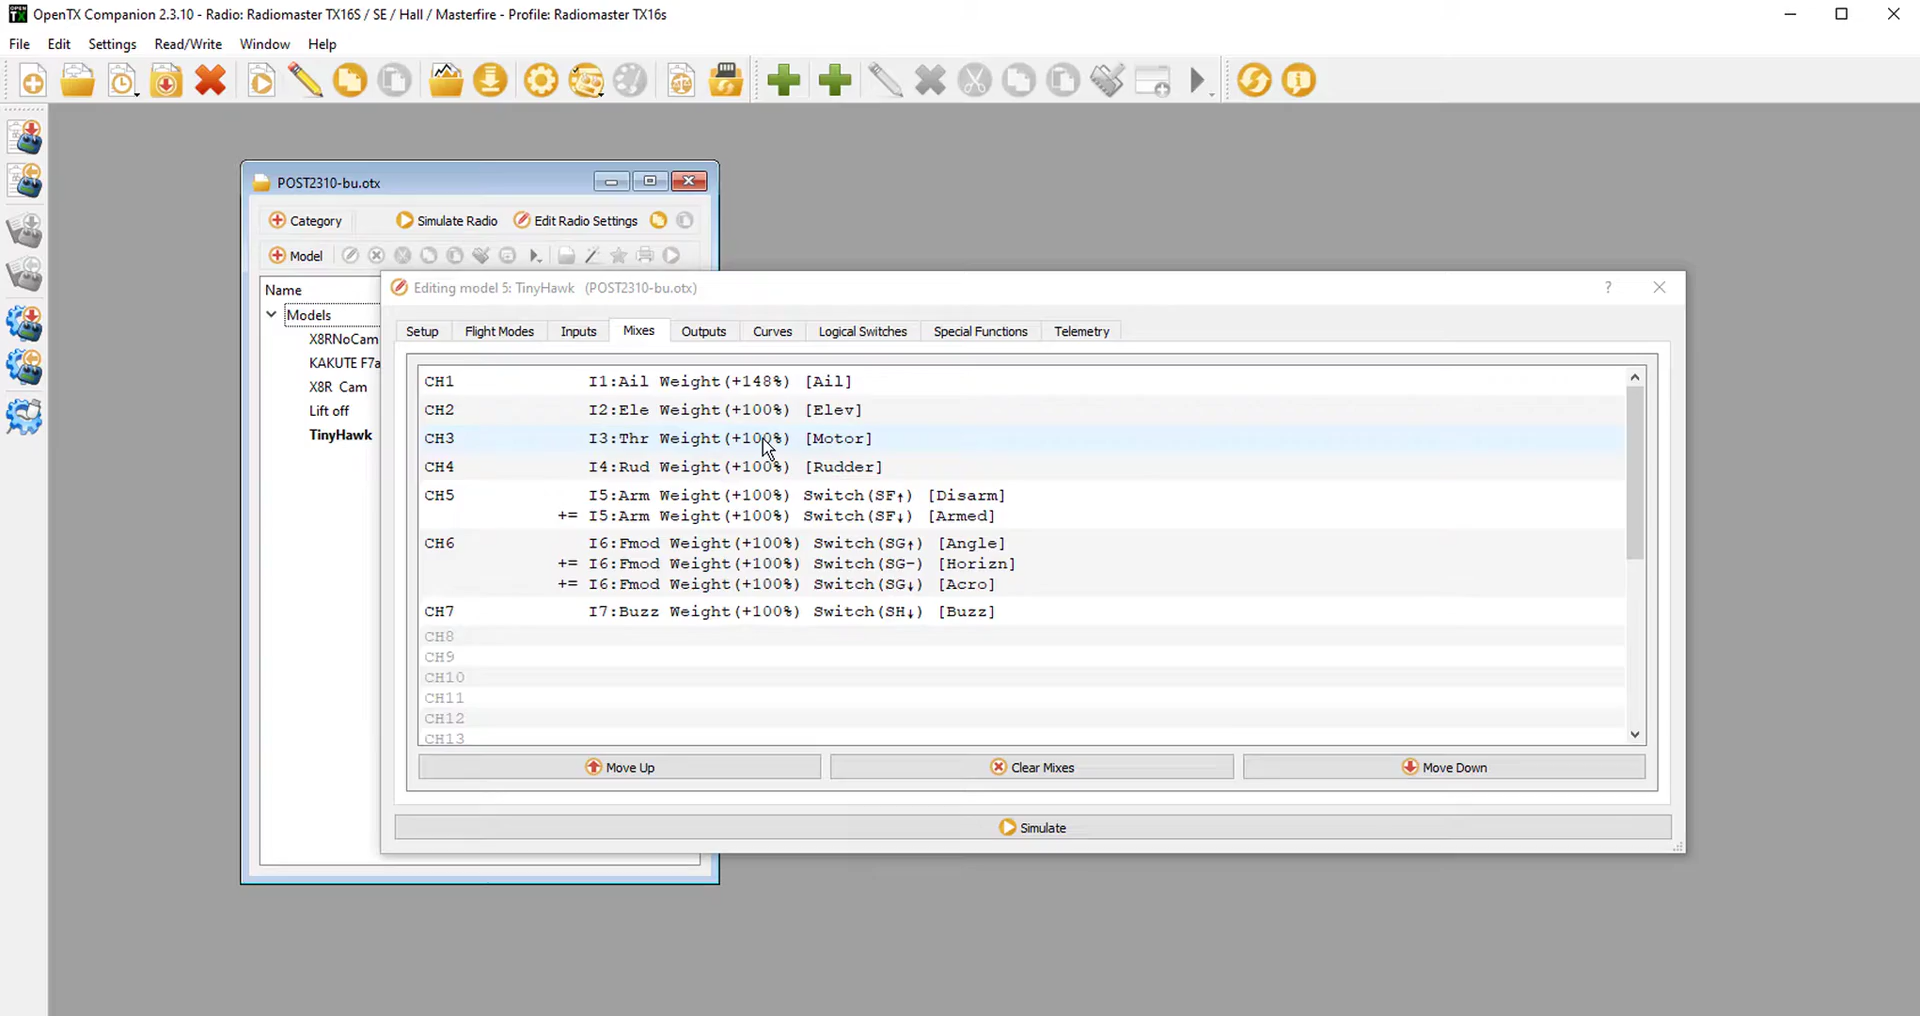 OpenTX Companion 2.3.10 - Radio: Radiomaster TX16S / SE / Hall / Masterfire - Profile: Radiomaster TX16s
File Edit Settings Read/Write Window Help
POST2310-bu.otx
Category Simulate Radio Edit Radio Settings
Model
Name
Models
X8RNoCam
KAKUTE F7a
X8R Cam
Lift off
TinyHawk
Editing model 5: TinyHawk (POST2310-bu.otx) ?
Setup Flight Modes Inputs Mixes Outputs Curves Logical Switches Special Functions Telemetry
CH1 I1:Ail Weight(+148%) [Ail]
CH2 I2:Ele Weight(+100%) [Elev]
CH3 I3:Thr Weight(+100%) [Motor]
CH4 I4:Rud Weight(+100%) [Rudder]
CH5 I5:Arm Weight(+100%) Switch(SF↑) [Disarm]
+= I5:Arm Weight(+100%) Switch(SF↓) [Armed]
CH6 I6:Fmod Weight(+100%) Switch(SG↑) [Angle]
+= I6:Fmod Weight(+100%) Switch(SG-) [Horizn]
+= I6:Fmod Weight(+100%) Switch(SG↓) [Acro]
CH7 I7:Buzz Weight(+100%) Switch(SH↓) [Buzz]
CH8
CH9
CH10
CH11
CH12
CH13
Move Up Clear Mixes Move Down
Simulate